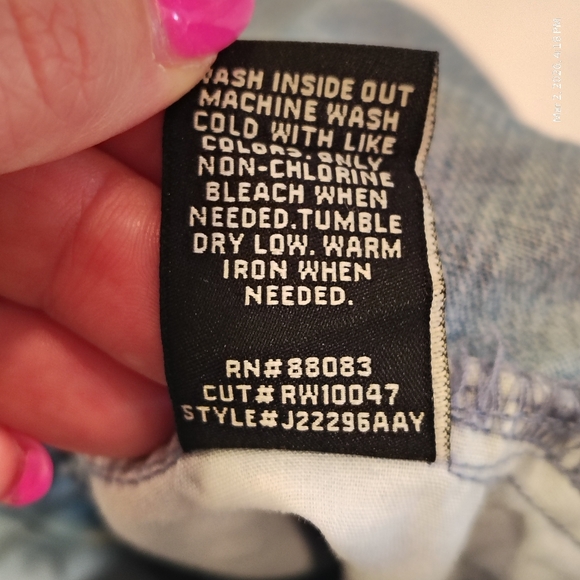 WASH INSIDE OUT
MACHINE WASH
COLD WITH LIKE
COLORS. ONLY
NON-CHLORINE
BLEACH WHEN
NEEDED.TUMBLE
DRY LOW. WARM
IRON WHEN
NEEDED.
RN#88083
CUT#RW10047
STYLE#J22296AAY